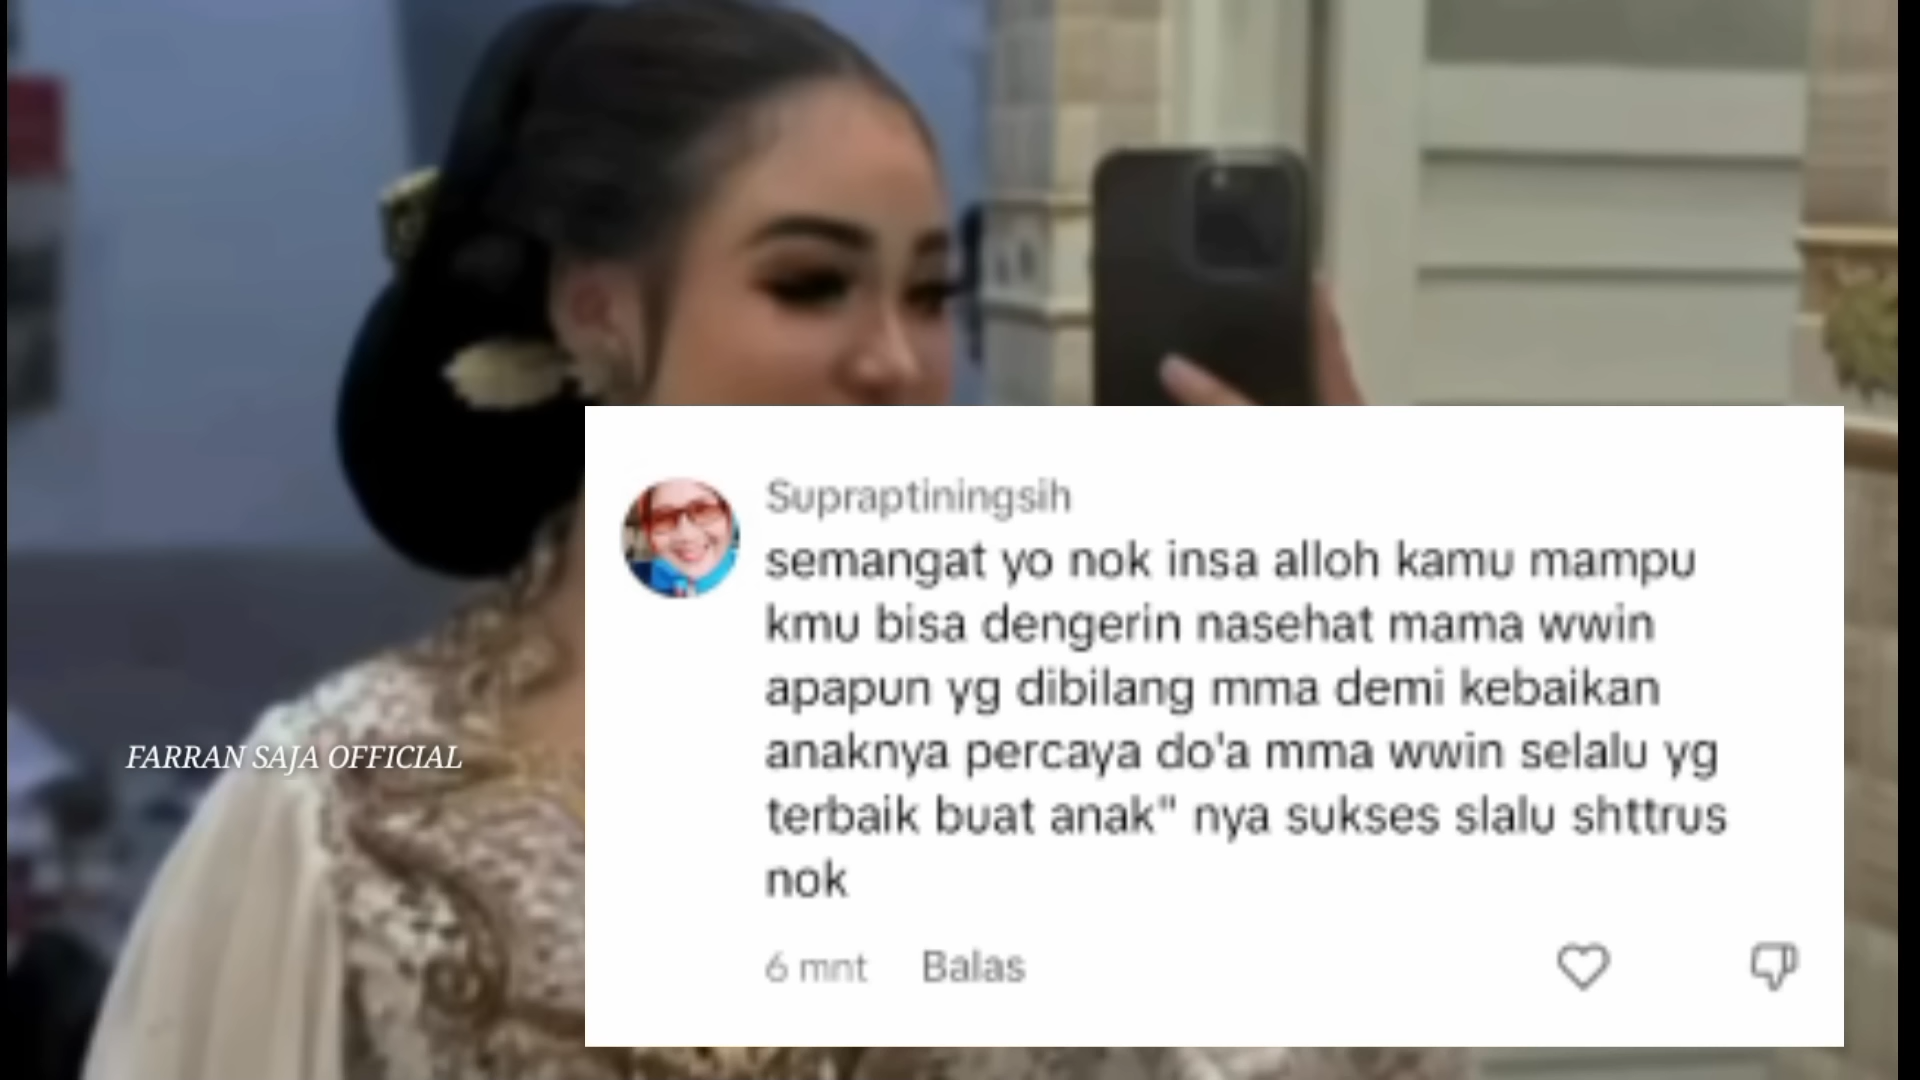 Supraptiningsih
semangat yo nok insa alloh kamu mampu
kmu bisa dengerin nasehat mama wwin
apapun yg dibilang mma demi kebaikan
anaknya percaya do'a mma wwin selalu yg
terbaik buat anak" nya sukses slalu shttrus
nok
6 mnt Balas
FARRAN SAJA OFFICIAL